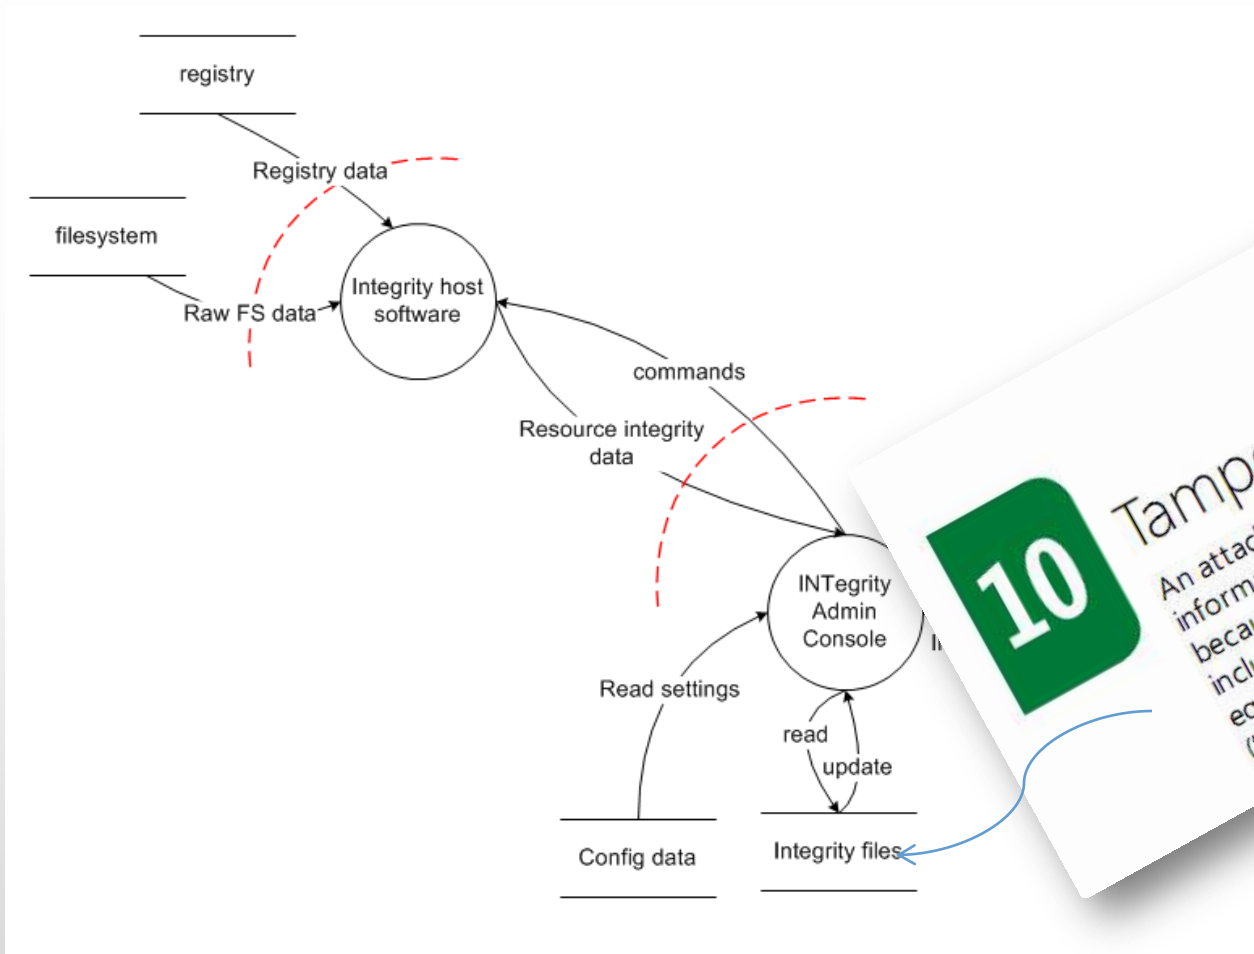 registry
Registry data
filesystem
Raw FS data
Integrity host
software
commands
Resource integrity
data
INTegrity
Admin
Console
Read settings
read
update
Config data
Integrity files
10
An